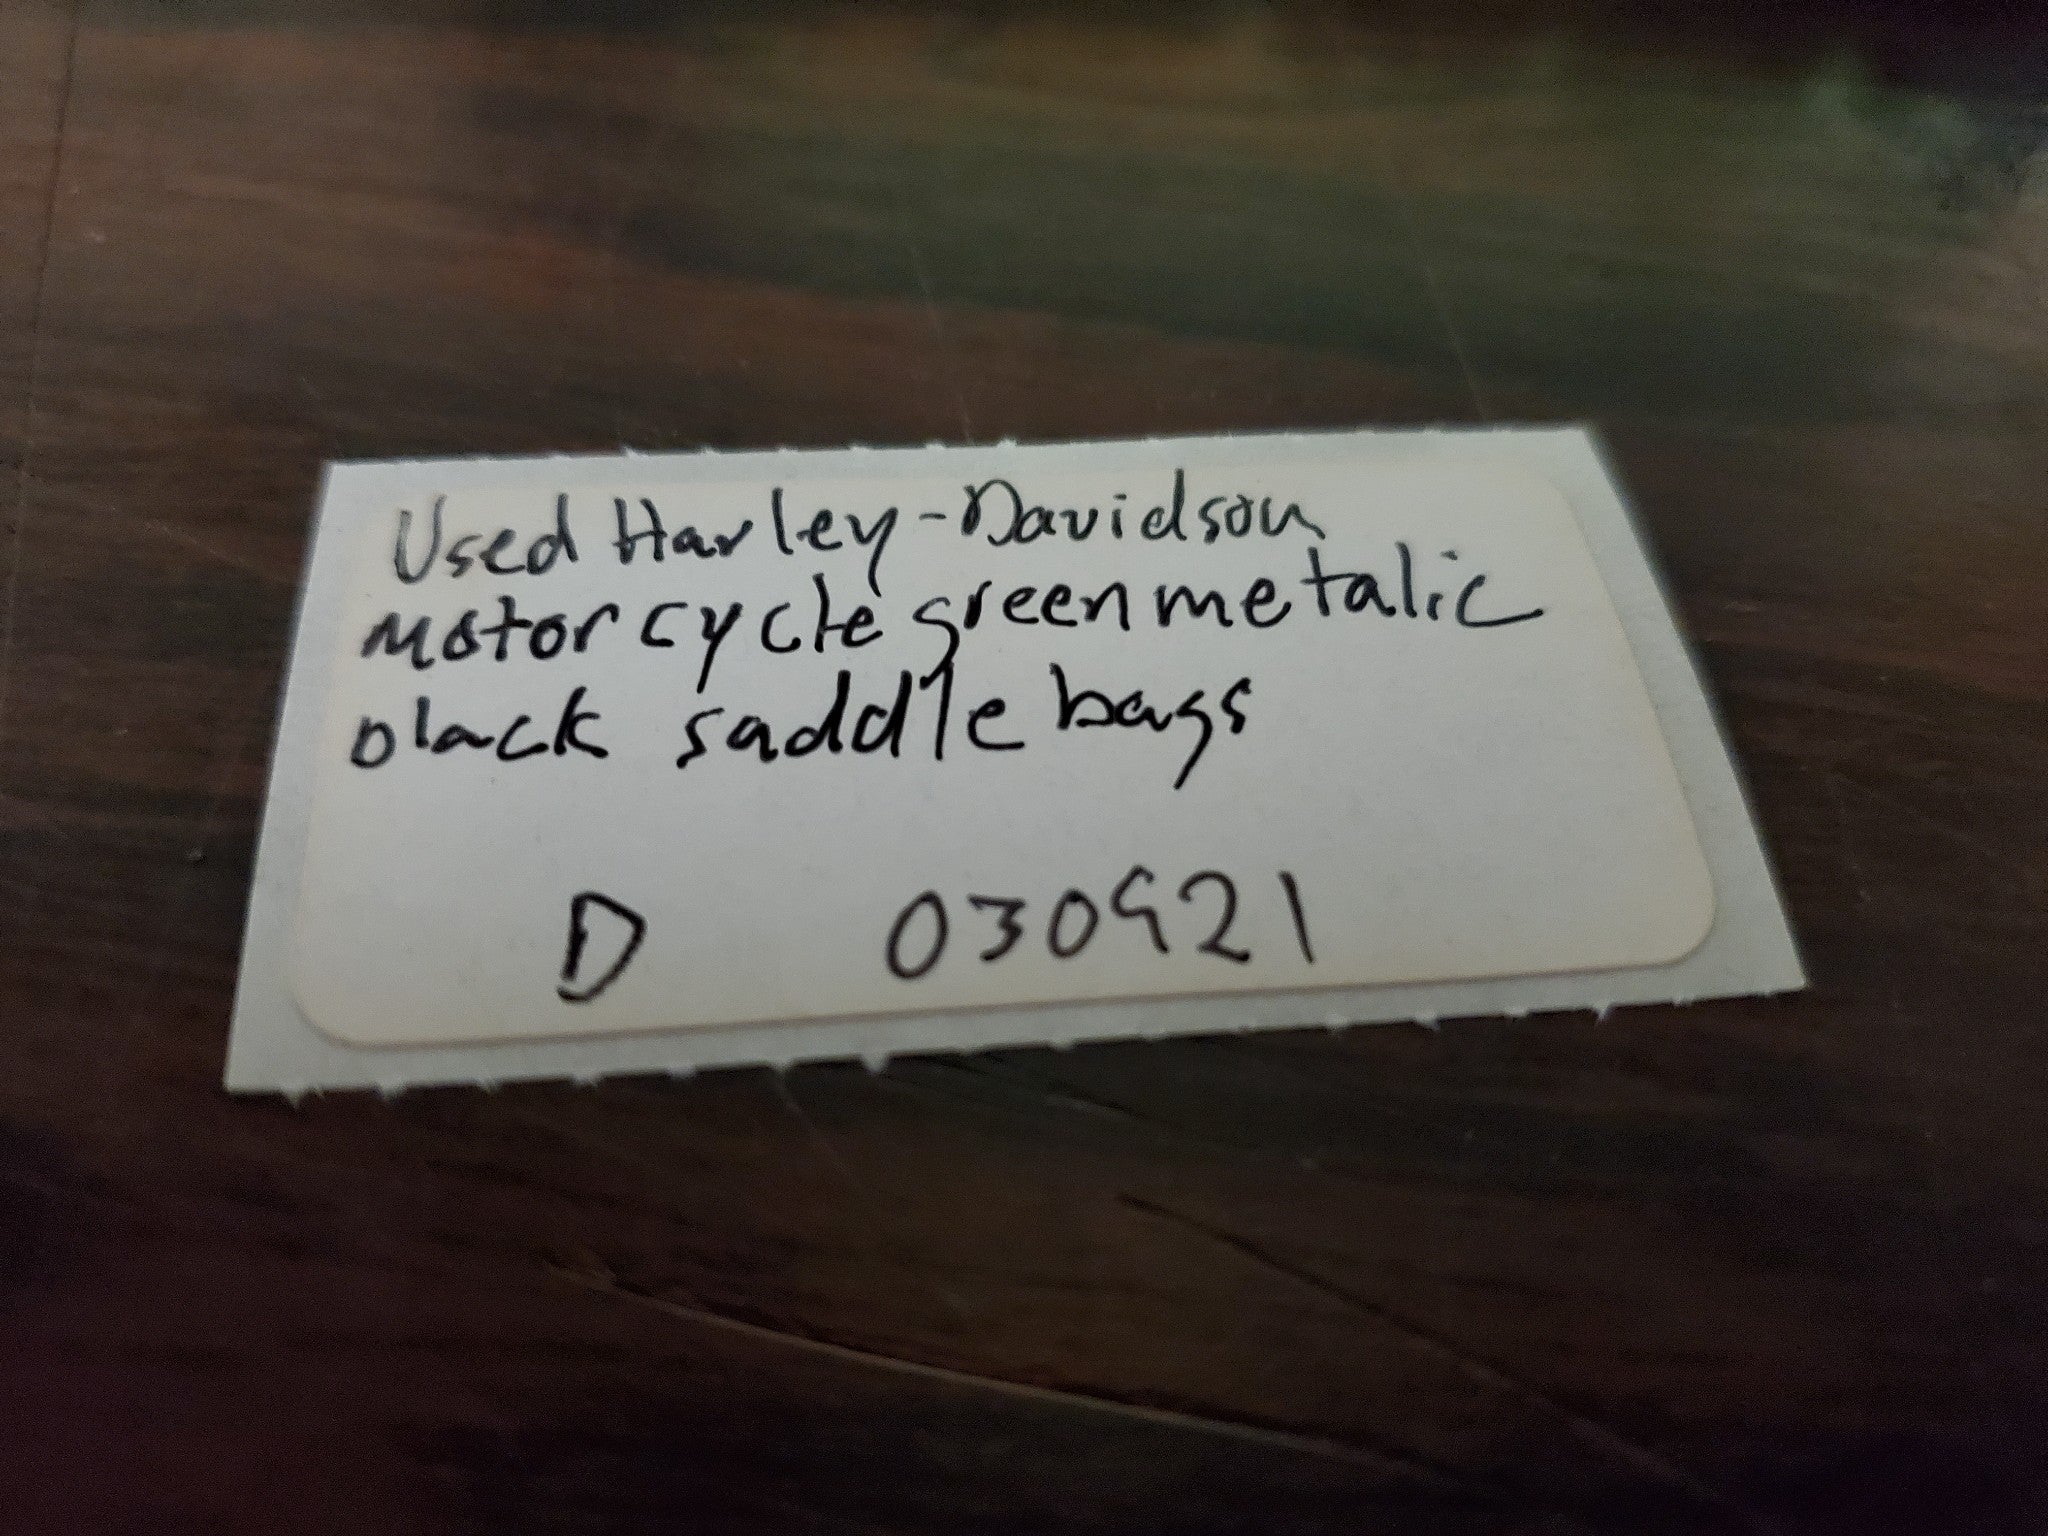 Used Harley-Davidson
motorcycle green metalic
black saddle bags
D 030921